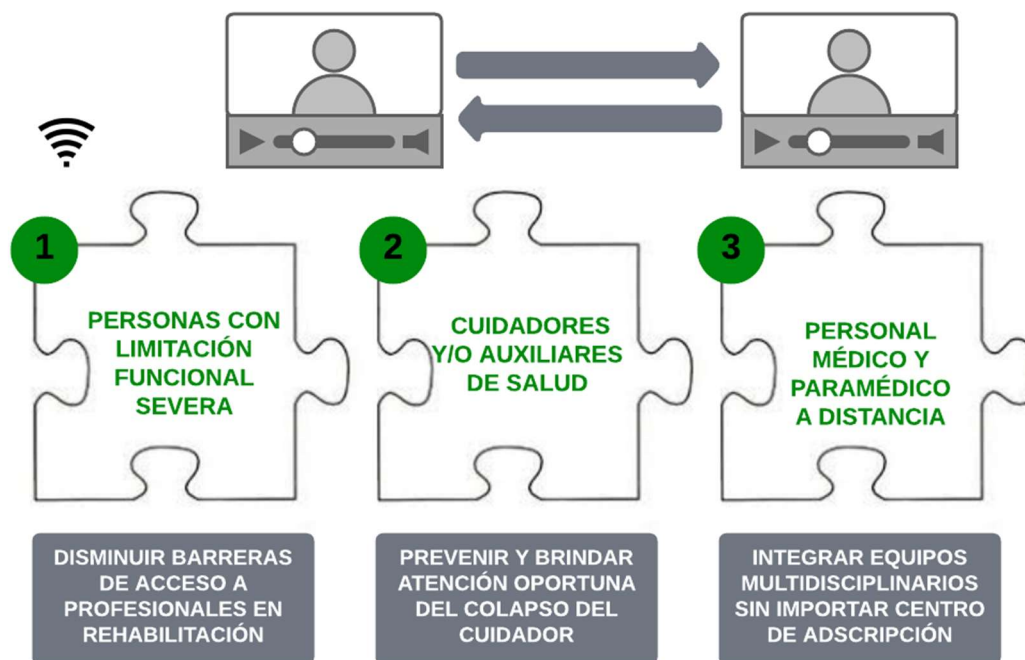 1
PERSONAS CON
LIMITACIÓN
FUNCIONAL
SEVERA
2
CUIDADORES
Y/O AUXILIARES
DE SALUD
3
PERSONAL
MÉDICO Y
PARAMÉDICO
A DISTANCIA
DISMINUIR BARRERAS
DE ACCESO A
PROFESIONALES EN
REHABILITACIÓN
PREVENIR Y BRINDAR
ATENCIÓN OPORTUNA
DEL COLAPSO DEL
CUIDADOR
INTEGRAR EQUIPOS
MULTIDISCIPLINARIOS
SIN IMPORTAR CENTRO
DE ADSCRIPCIÓN